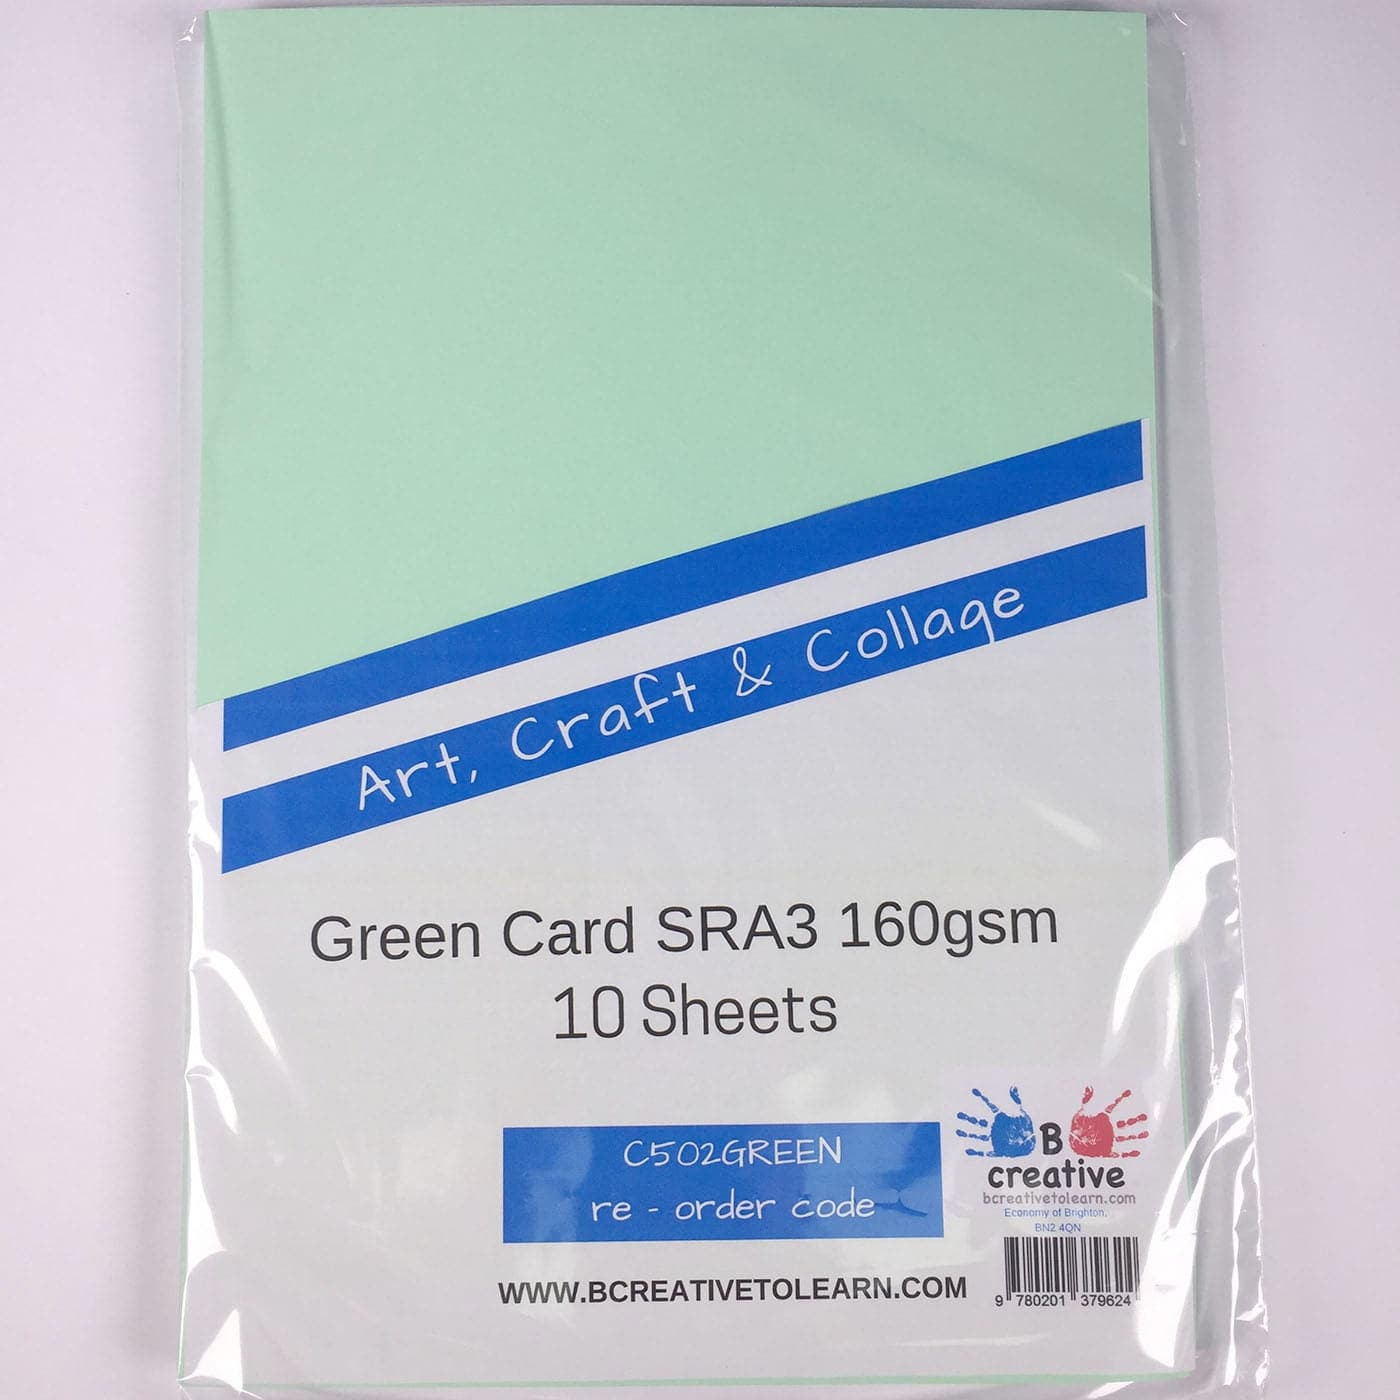 Art, Craft & Collage
Green Card SRA3 160gsm
10 Sheets
C502GREEN
re - order code
B
creative
bcreativetolearn.com
Economy of Brighton,
BN2 4QN
WWW.BCREATIVETOLEARN.COM
9 780201 379624